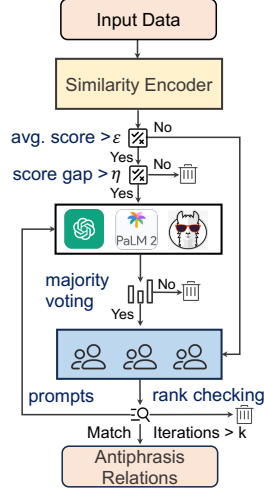 Input Data
Similarity Encoder
avg. score > ε
No
Yes
score gap > η
No
Yes
PaLM 2
majority
voting
No
Yes
prompts
rank checking
Match
Iterations > k
Antiphrasis
Relations